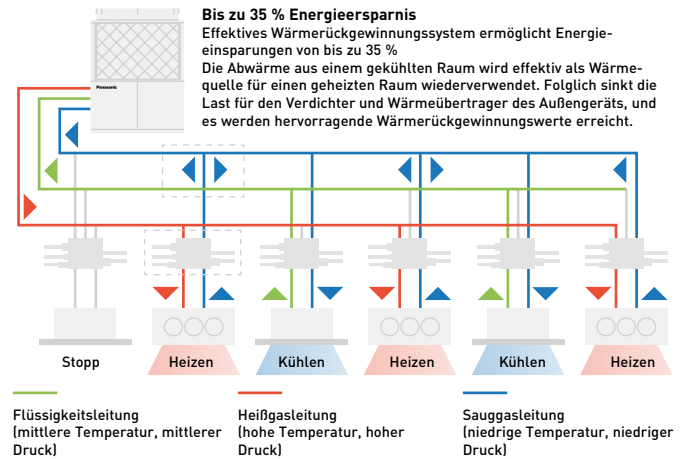 Bis zu 35 % Energieersparnis
Effektives Wärmerückgewinnungssystem ermöglicht Energie-
einsparungen von bis zu 35 %
Die Abwärme aus einem gekühlten Raum wird effektiv als Wärme-
quelle für einen geheizten Raum wiederverwendet. Folglich sinkt die
Last für den Verdichter und Wärmeübertrager des Außengeräts, und
es werden hervorragende Wärmerückgewinnungswerte erreicht.
Panasonic
Stopp
Heizen
Kühlen
Heizen
Kühlen
Heizen
Flüssigkeitsleitung
(mittlere Temperatur, mittlerer
Druck)
Heißgasleitung
(hohe Temperatur, hoher
Druck)
Sauggasleitung
(niedrige Temperatur, niedriger
Druck)